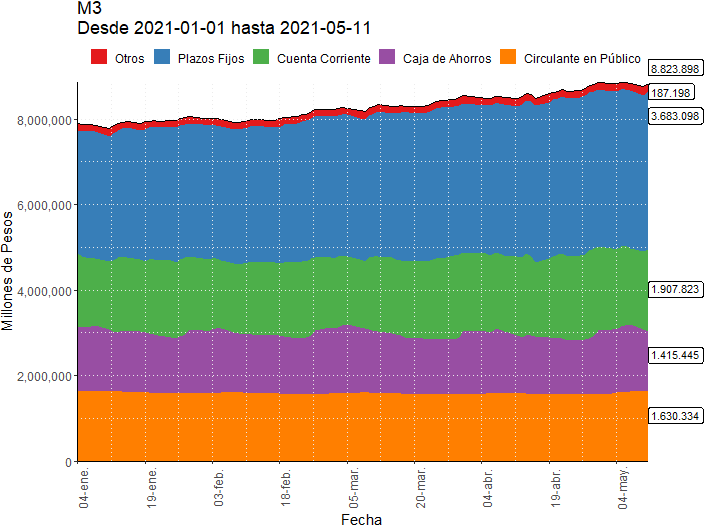 M3
Desde 2021-01-01 hasta 2021-05-11
Otros Plazos Fijos Cuenta Corriente Caja de Ahorros Circulante en Público
8.823.898
187.198
3.683.098
1.907.823
1.415.445
1.630.334
Millones de Pesos
8,000,000
6,000,000
4,000,000
2,000,000
0
04-ene. 19-ene. 03-feb. 18-feb. 05-mar. 20-mar. 04-abr. 19-abr. 04-may.
Fecha